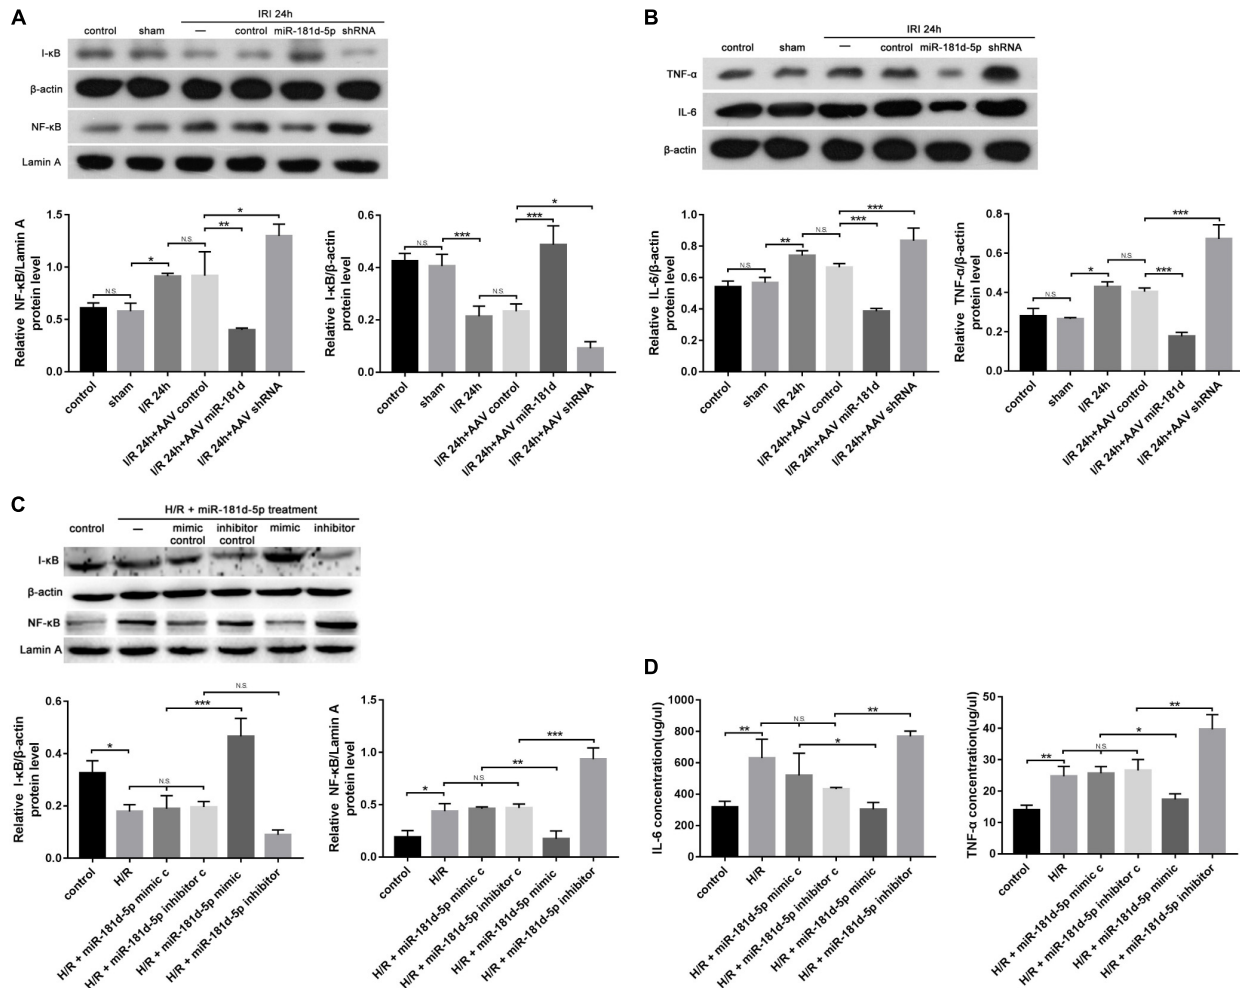 A
IRI 24h
control sham — control miR-181d-5p shRNA
I-κB
β-actin
NF-κB
Lamin A
Relative NF-κB/Lamin A
protein level
1.5
1.0
0.5
0.0
N.S.
*
N.S.
**
*
control
sham
I/R 24h
I/R 24h+AAV control
I/R 24h+AAV miR-181d
I/R 24h+AAV shRNA
Relative I-κB/β-actin
protein level
0.6
0.4
0.2
0.0
N.S.
***
N.S.
***
*
control
sham
I/R 24h
I/R 24h+AAV control
I/R 24h+AAV miR-181d
I/R 24h+AAV shRNA
B
IRI 24h
control sham — control miR-181d-5p shRNA
TNF-α
IL-6
β-actin
Relative IL-6/β-actin
protein level
1.0
0.8
0.6
0.4
0.2
0.0
N.S.
**
N.S.
***
***
control
sham
I/R 24h
I/R 24h+AAV control
I/R 24h+AAV miR-181d
I/R 24h+AAV shRNA
Relative TNF-α/β-actin
protein level
0.8
0.6
0.4
0.2
0.0
N.S.
*
N.S.
***
***
control
sham
I/R 24h
I/R 24h+AAV control
I/R 24h+AAV miR-181d
I/R 24h+AAV shRNA
C
H/R + miR-181d-5p treatment
control — mimic control inhibitor control mimic inhibitor
I-κB
β-actin
NF-κB
Lamin A
Relative I-κB/β-actin
protein level
0.6
0.4
0.2
0.0
*
N.S.
***
N.S.
control
H/R
H/R + miR-181d-5p mimic c
H/R + miR-181d-5p inhibitor c
H/R + miR-181d-5p mimic
H/R + miR-181d-5p inhibitor
Relative NF-κB/Lamin A
protein level
1.5
1.0
0.5
0.0
*
N.S.
**
***
control
H/R
H/R + miR-181d-5p mimic c
H/R + miR-181d-5p inhibitor c
H/R + miR-181d-5p mimic
H/R + miR-181d-5p inhibitor
D
IL-6 concentration(ug/ul)
1000
800
600
400
200
0
**
N.S.
*
**
control
H/R
H/R + miR-181d-5p mimic c
H/R + miR-181d-5p inhibitor c
H/R + miR-181d-5p mimic
H/R + miR-181d-5p inhibitor
TNF-α concentration(ug/ul)
50
40
30
20
10
0
**
N.S.
*
**
control
H/R
H/R + miR-181d-5p mimic c
H/R + miR-181d-5p inhibitor c
H/R + miR-181d-5p mimic
H/R + miR-181d-5p inhibitor